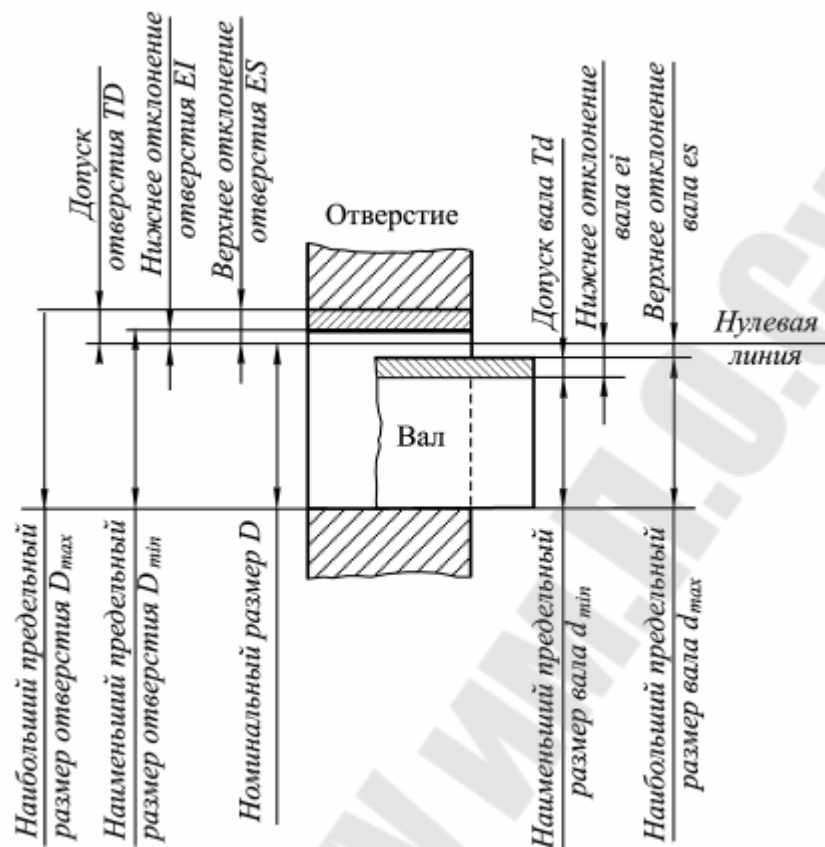 Допуск
отверстия TD
Нижнее отклонение
отверстия EI
Верхнее отклонение
отверстия ES
Отверстие
Допуск вала Td
Нижнее отклонение
вала ei
Верхнее отклонение
вала es
Нулевая
линия
Вал
Наибольший предельный
размер отверстия Dmax
Наименьший предельный
размер отверстия Dmin
Номинальный размер D
Наименьший предельный
размер вала dmin
Наибольший предельный
размер вала dmax